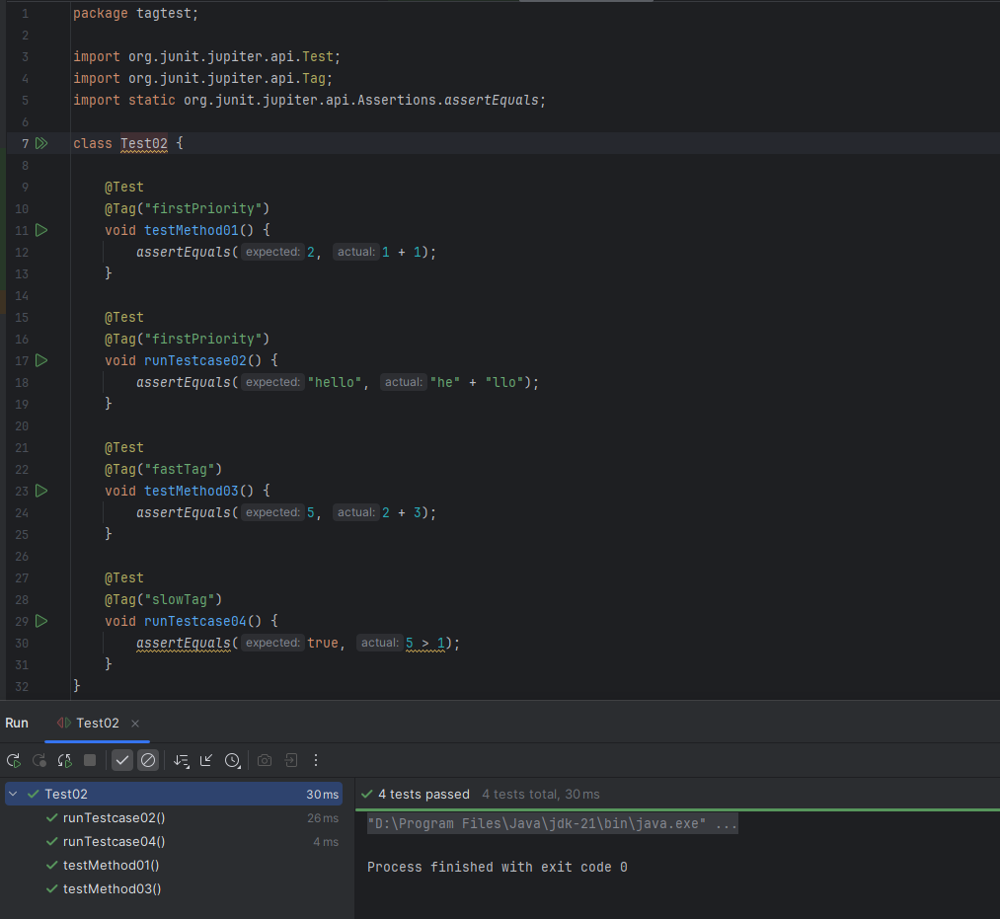 1 package tagtest;
2
3 import org.junit.jupiter.api.Test;
4 import org.junit.jupiter.api.Tag;
5 import static org.junit.jupiter.api.Assertions.assertEquals;
6
7 class Test02 {
8
9 @Test
10 @Tag("firstPriority")
11 void testMethod01() {
12 assertEquals( expected: 2, actual: 1 + 1);
13 }
14
15 @Test
16 @Tag("firstPriority")
17 void runTestcase02() {
18 assertEquals( expected: "hello", actual: "he" + "llo");
19 }
20
21 @Test
22 @Tag("fastTag")
23 void testMethod03() {
24 assertEquals( expected: 5, actual: 2 + 3);
25 }
26
27 @Test
28 @Tag("slowTag")
29 void runTestcase04() {
30 assertEquals( expected: true, actual: 5 > 1);
31 }
32 }
Run Test02
Test02 30 ms
runTestcase02() 26 ms
runTestcase04() 4 ms
testMethod01()
testMethod03()
4 tests passed 4 tests total, 30 ms
"D:\Program Files\Java\jdk-21\bin\java.exe" ...
Process finished with exit code 0